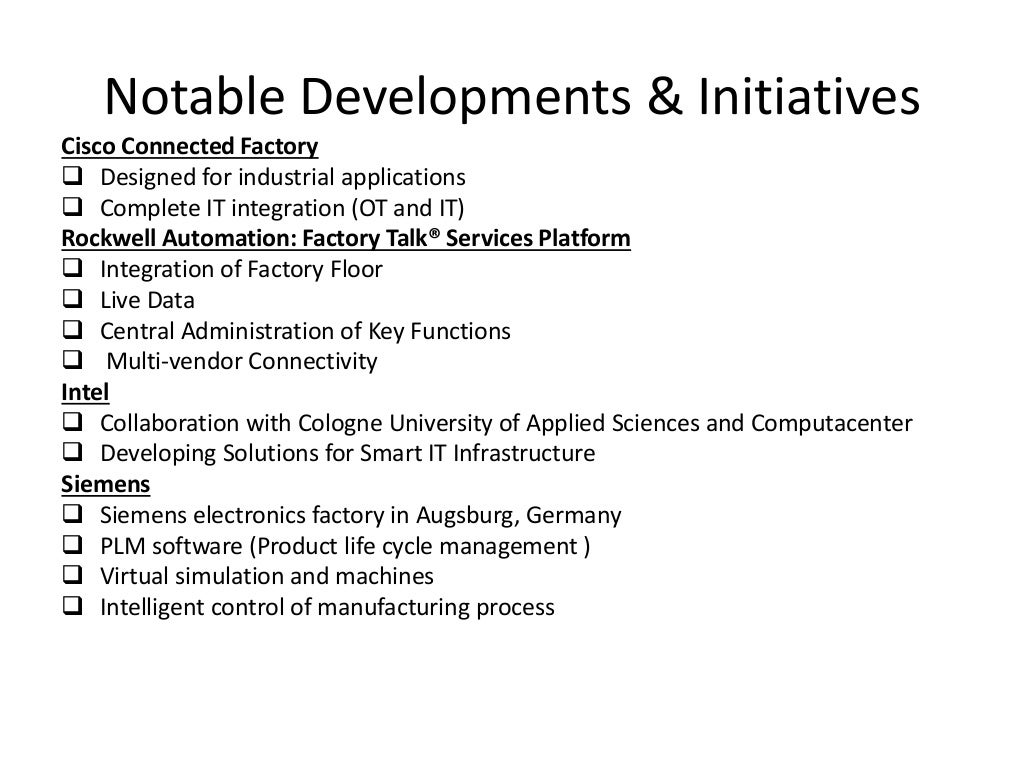 Notable Developments & Initiatives
Cisco Connected Factory
❑ Designed for industrial applications
❑ Complete IT integration (OT and IT)
Rockwell Automation: Factory Talk® Services Platform
❑ Integration of Factory Floor
❑ Live Data
❑ Central Administration of Key Functions
❑ Multi-vendor Connectivity
Intel
❑ Collaboration with Cologne University of Applied Sciences and Computacenter
❑ Developing Solutions for Smart IT Infrastructure
Siemens
❑ Siemens electronics factory in Augsburg, Germany
❑ PLM software (Product life cycle management )
❑ Virtual simulation and machines
❑ Intelligent control of manufacturing process